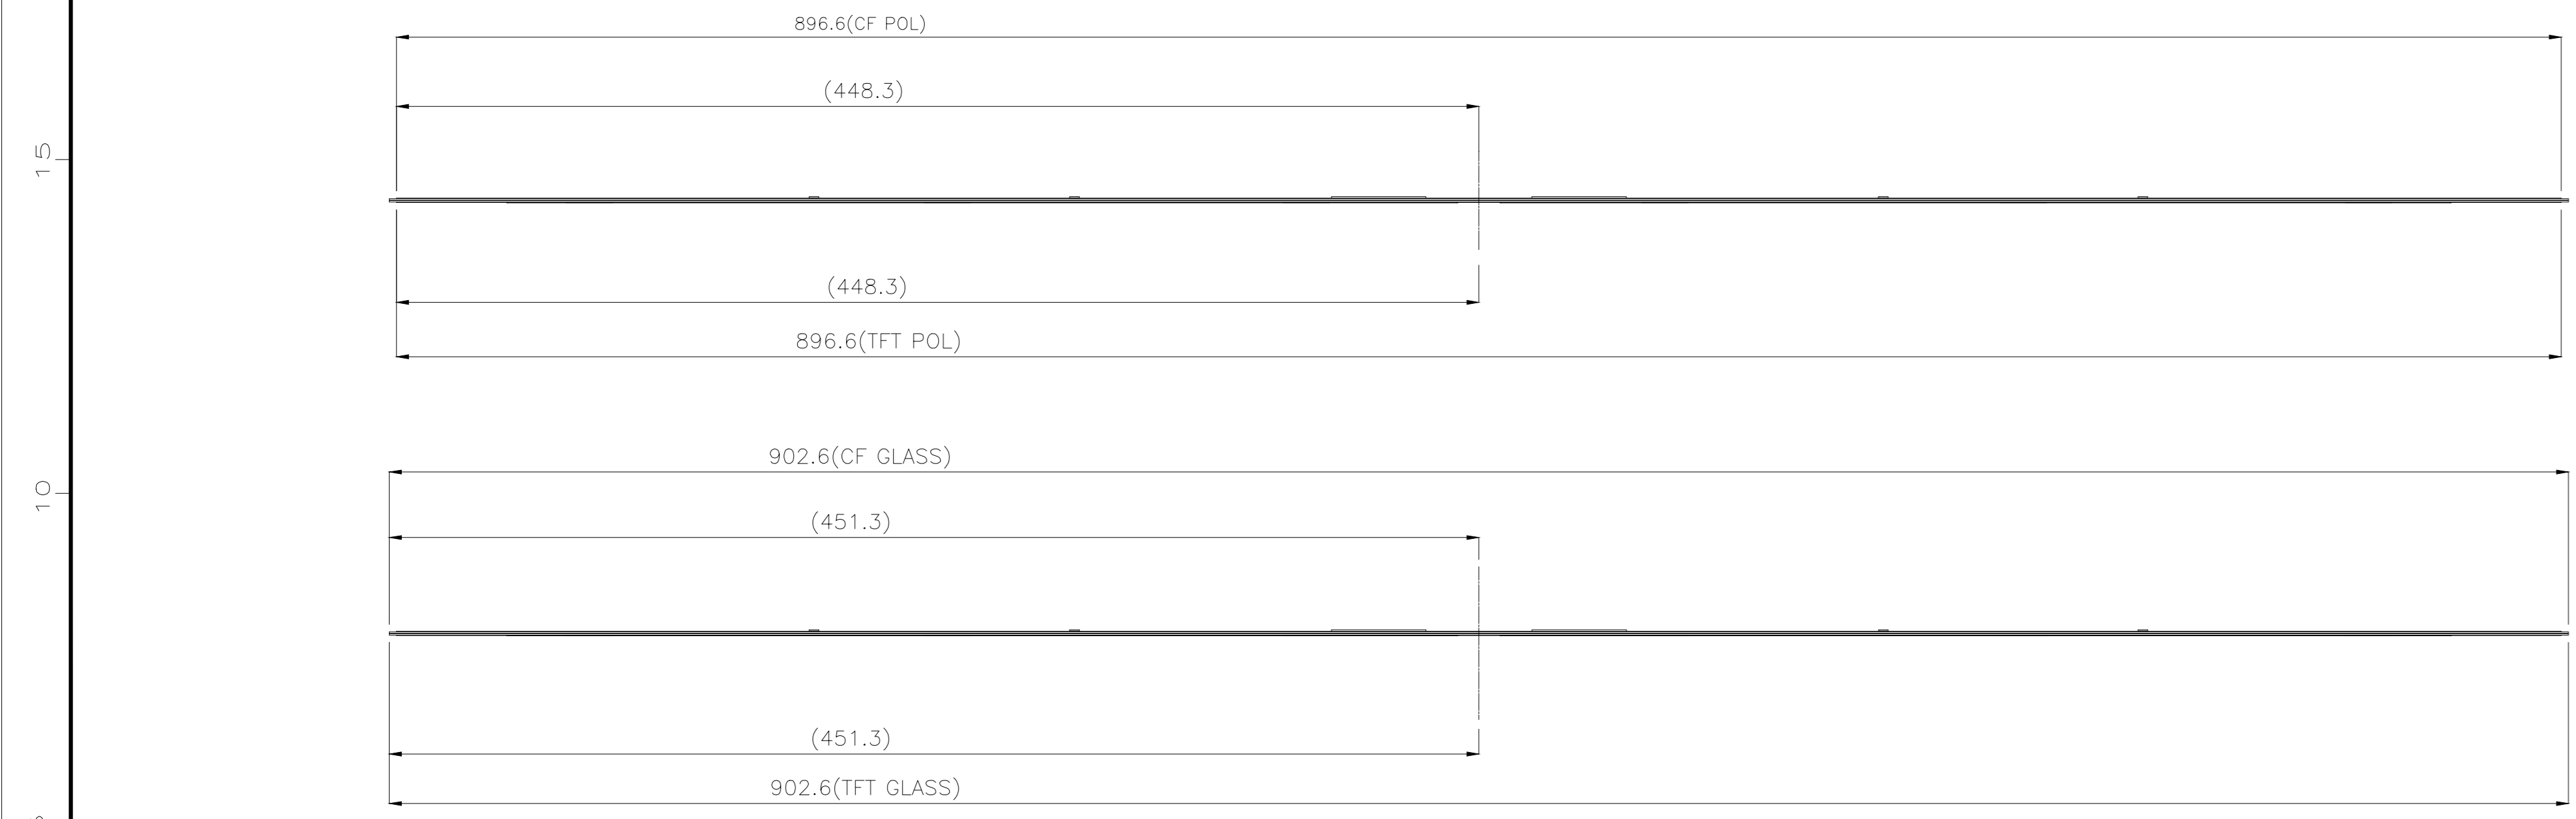 896.6(CF POL)
(448.3)
15
(448.3)
896.6(TFT POL)
902.6(CF GLASS)
10
(451.3)
(451.3)
902.6(TFT GLASS)